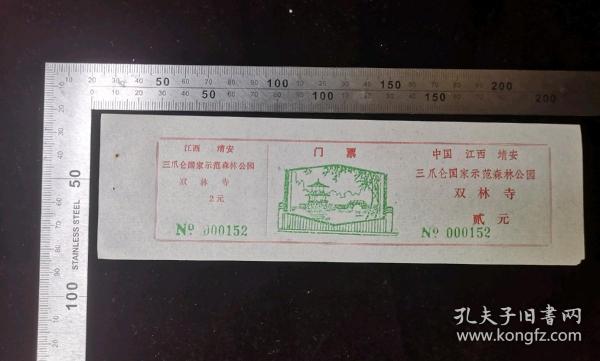 江西 靖安
三爪仑国家示范森林公园
双林寺
2元
№ 000152
门票
中国 江西 靖安
三爪仑国家示范森林公园
双林寺
贰元
№ 000152
STAINLESS STEEL
孔夫子旧书网
www.kongfz.com